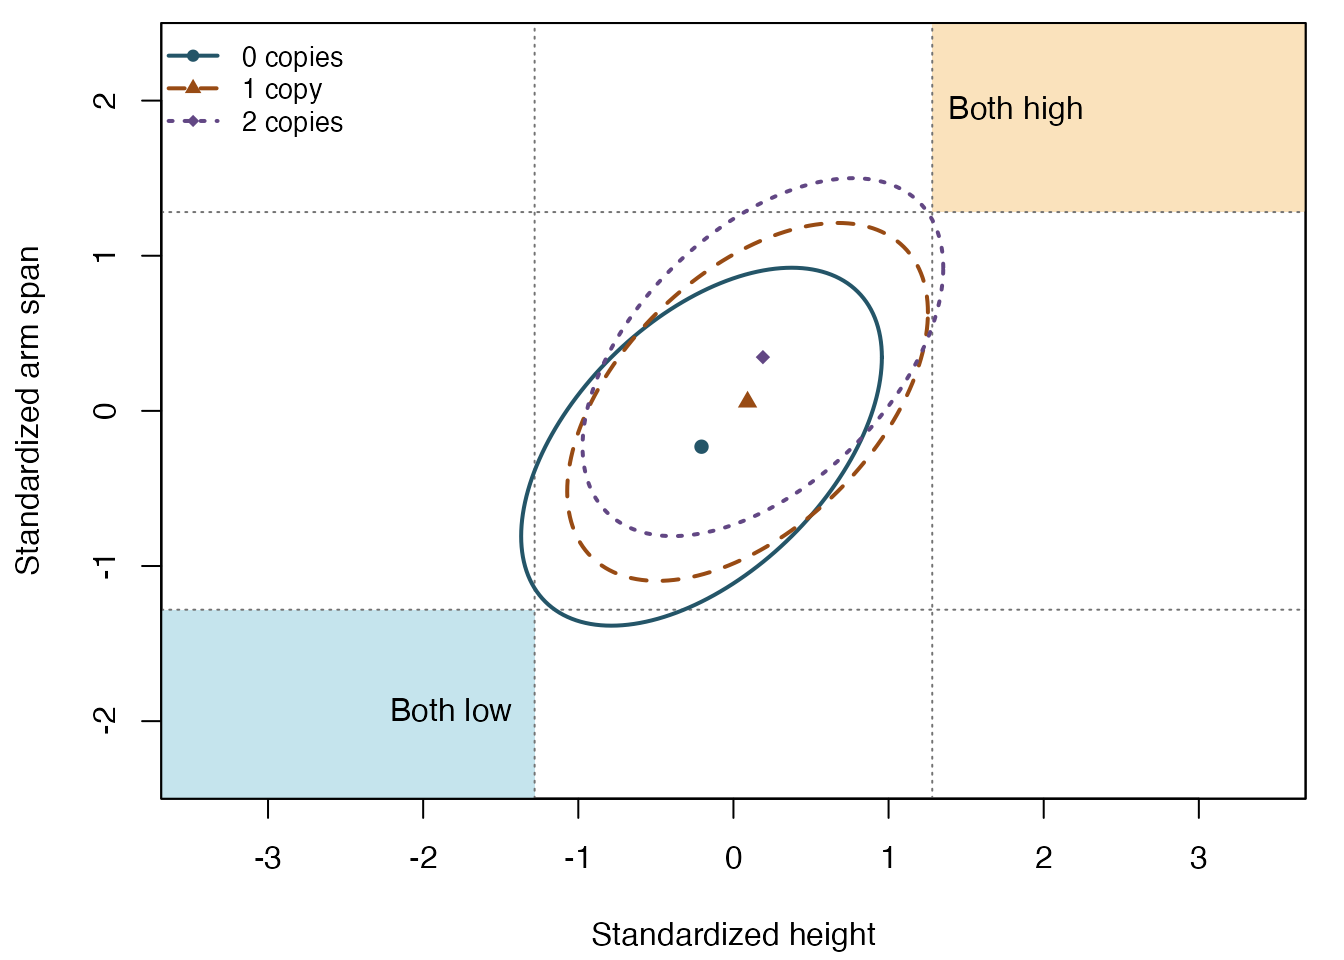 0 copies
1 copy
2 copies
Both high
Both low
Standardized arm span
2
1
0
-1
-2
-3
-2
-1
0
1
2
3
Standardized height